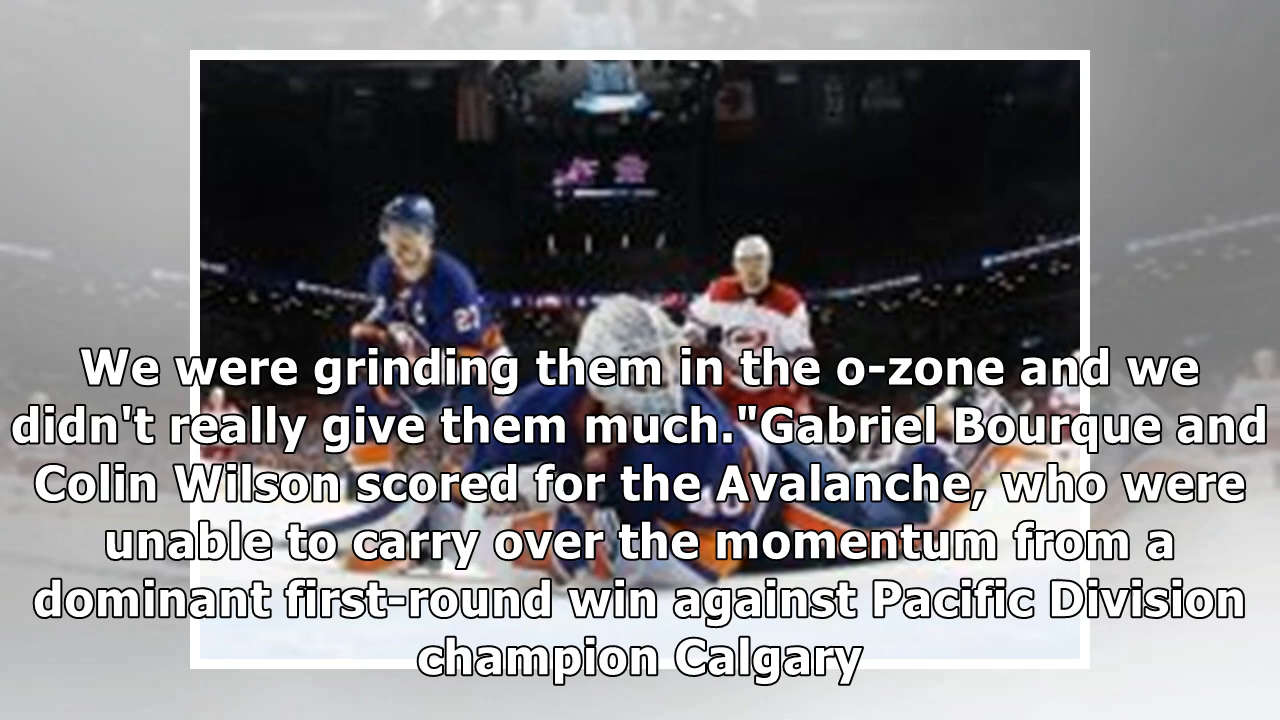 27
We were grinding them in the o-zone and we
didn't really give them much."Gabriel Bourque and
Colin Wilson scored for the Avalanche, who were
unable to carry over the momentum from a
dominant first-round win against Pacific Division
champion Calgary